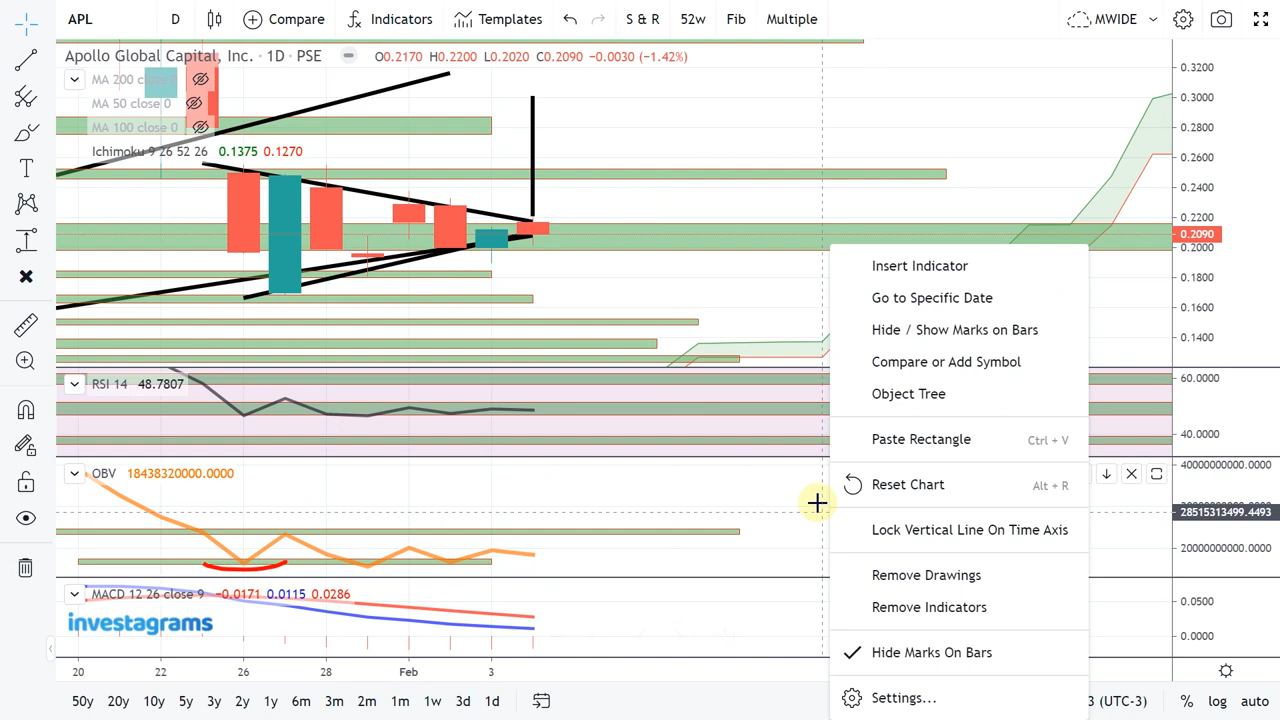 APL D Compare Indicators Templates S & R 52w Fib Multiple MWIDE
Apollo Global Capital, Inc. · 1D · PSE O0.2170 H0.2200 L0.2020 C0.2090 −0.0030 (−1.42%)
MA 200 close 0
MA 50 close 0
MA 100 close 0
Ichimoku 9 26 52 26 0.1375 0.1270
0.3200
0.3000
0.2800
0.2600
0.2400
0.2200
0.2090
0.2000
0.1800
0.1600
0.1400
Insert Indicator
Go to Specific Date
Hide / Show Marks on Bars
Compare or Add Symbol
Object Tree
Paste Rectangle Ctrl + V
Reset Chart Alt + R
Lock Vertical Line On Time Axis
Remove Drawings
Remove Indicators
Hide Marks On Bars
Settings...
RSI 14 48.7807
60.0000
40.0000
OBV 18438320000.0000
40000000000.0000
28515313499.4493
20000000000.0000
MACD 12 26 close 9 −0.0171 0.0115 0.0286
0.0500
0.0000
investagrams
20 22 26 28 Feb 3
50y 20y 10y 5y 3y 2y 1y 6m 3m 2m 1m 1w 3d 1d 3 (UTC-3) % log auto